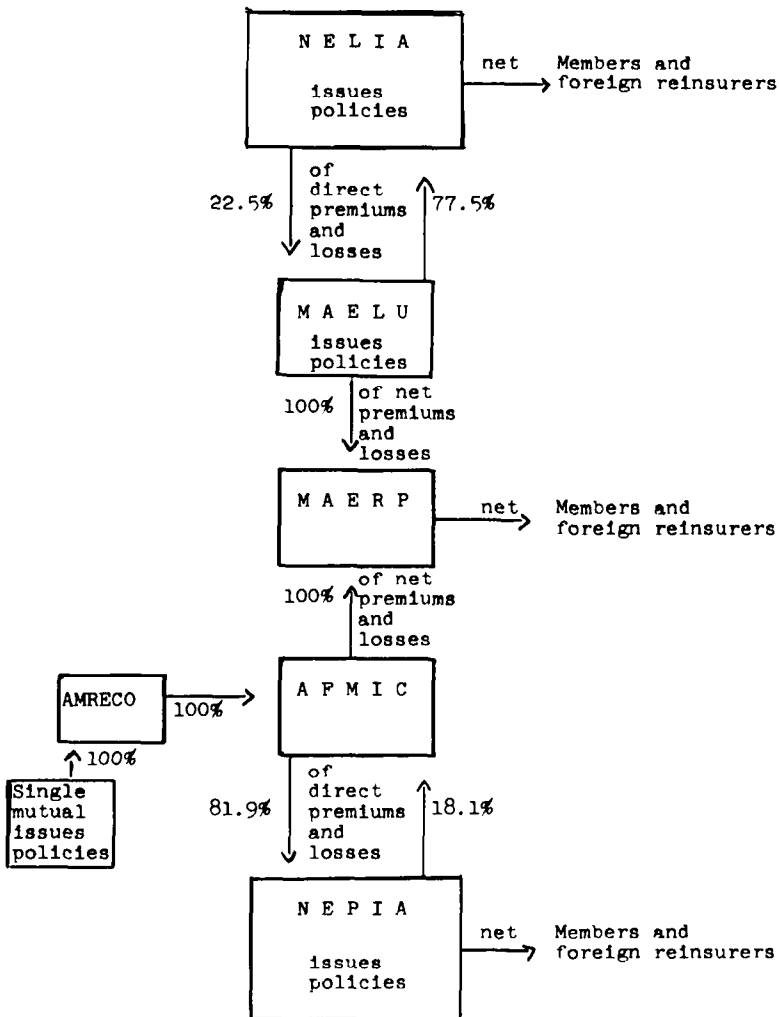 N E L I A
issues
policies
net
Members and
foreign reinsurers
22.5%
of
direct
premiums
and
losses
77.5%
M A E L U
issues
policies
100%
of net
premiums
and
losses
M A E R P
net
Members and
foreign reinsurers
100%
of net
premiums
and
losses
AMRECO
100%
A F M I C
100%
Single
mutual
issues
policies
81.9%
of
direct
premiums
and
losses
18.1%
N E P I A
issues
policies
net
Members and
foreign reinsurers